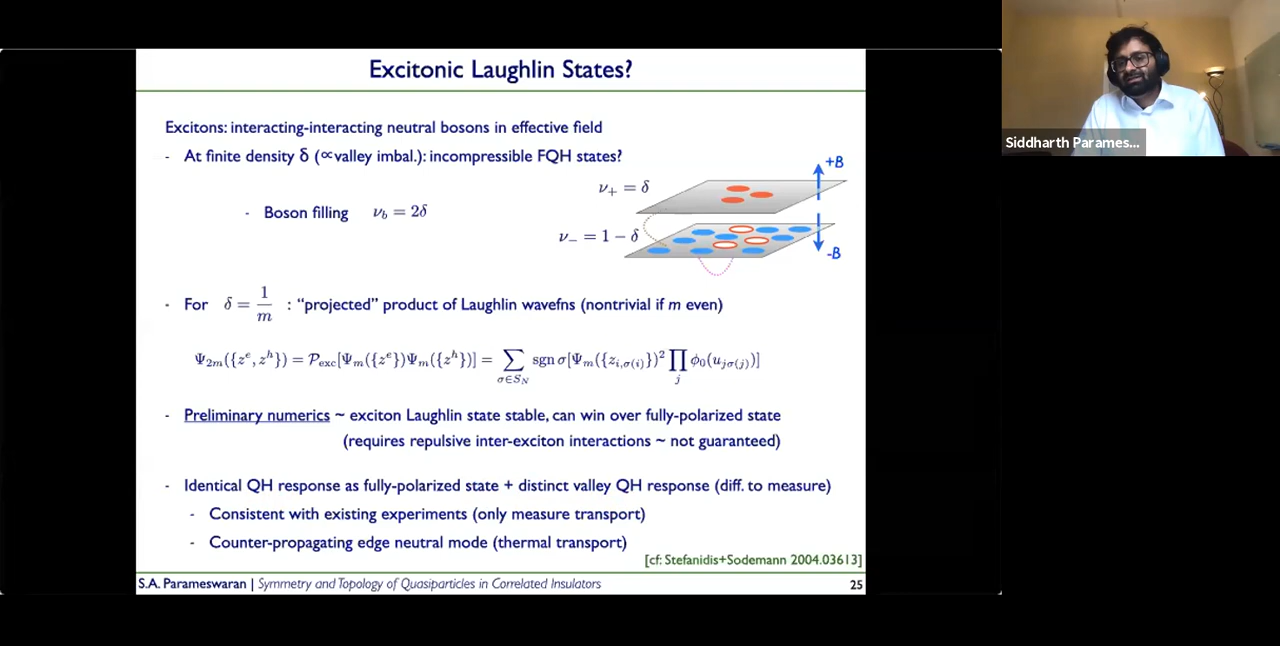 Excitonic Laughlin States?
Excitons: interacting-interacting neutral bosons in effective field
- At finite density δ (∝valley imbal.): incompressible FQH states?
+B
ν₊ = δ
- Boson filling ν_b = 2δ
ν₋ = 1 − δ
-B
- For δ = 1/m : “projected” product of Laughlin wavefns (nontrivial if m even)
Ψ_{2m}({z^e, z^h}) = P_exc[Ψ_m({z^e})Ψ_m({z^h})] = ∑_{σ∈S_N} sgn σ[Ψ_m({z_{i,σ(i)}})² ∏_j ϕ₀(u_{jσ(j)})]
- Preliminary numerics ~ exciton Laughlin state stable, can win over fully-polarized state
(requires repulsive inter-exciton interactions ~ not guaranteed)
- Identical QH response as fully-polarized state + distinct valley QH response (diff. to measure)
- Consistent with existing experiments (only measure transport)
- Counter-propagating edge neutral mode (thermal transport)
[cf: Stefanidis+Sodemann 2004.03613]
S.A. Parameswaran | Symmetry and Topology of Quasiparticles in Correlated Insulators 25
Siddharth Parames...